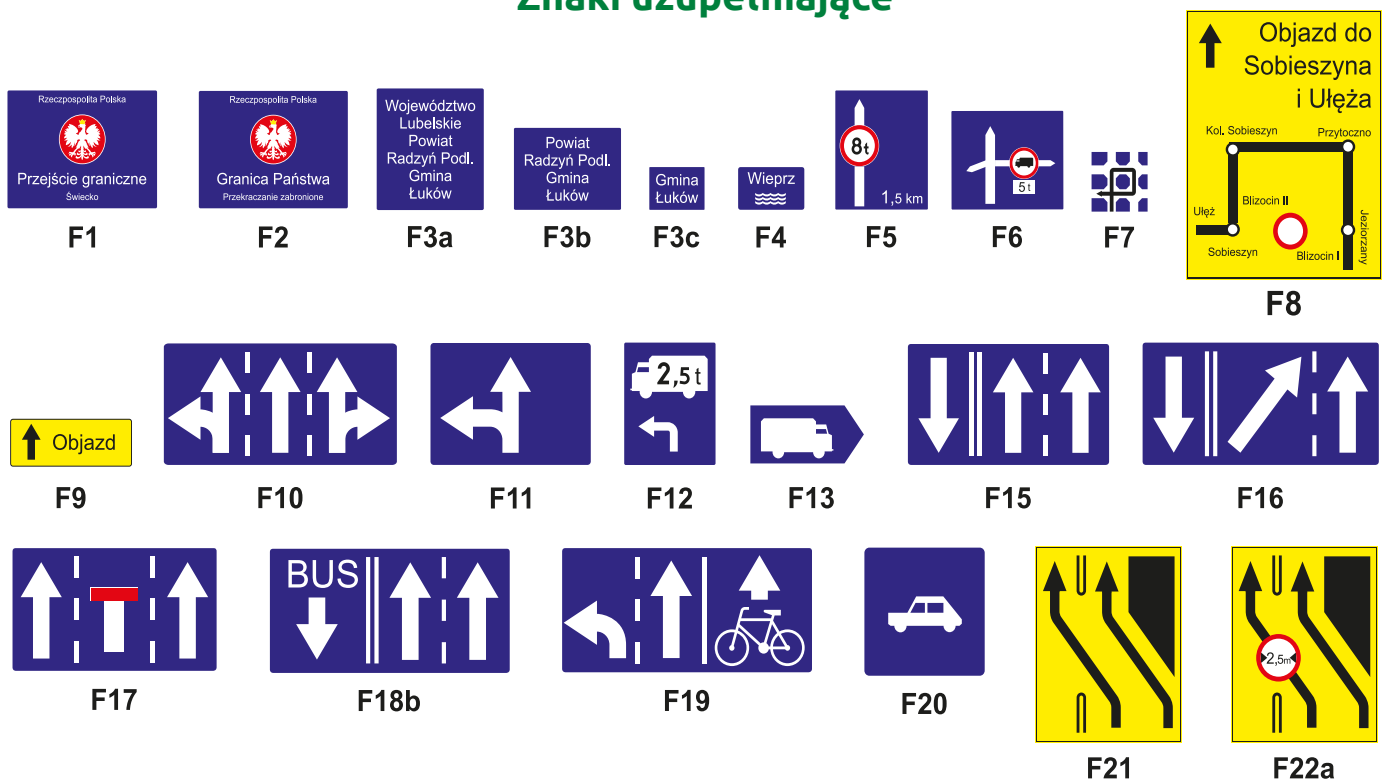 Znaki uzupełniające
Rzeczpospolita Polska
Przejście graniczne
Świecko
F1
Rzeczpospolita Polska
Granica Państwa
Przekraczanie zabronione
F2
Województwo
Lubelskie
Powiat
Radzyń Podl.
Gmina
Łuków
F3a
Powiat
Radzyń Podl.
Gmina
Łuków
F3b
Gmina
Łuków
F3c
Wieprz
F4
8t
1,5 km
F5
5 t
F6
F7
Objazd do
Sobieszyna
i Ułęża
Kol. Sobieszyn
Przytoczno
Blizocin II
Ułęż
Jeziorzany
Sobieszyn
Blizocin I
F8
Objazd
F9
F10
F11
2,5 t
F12
F13
F15
F16
F17
BUS
F18b
F19
F20
F21
2,5m
F22a